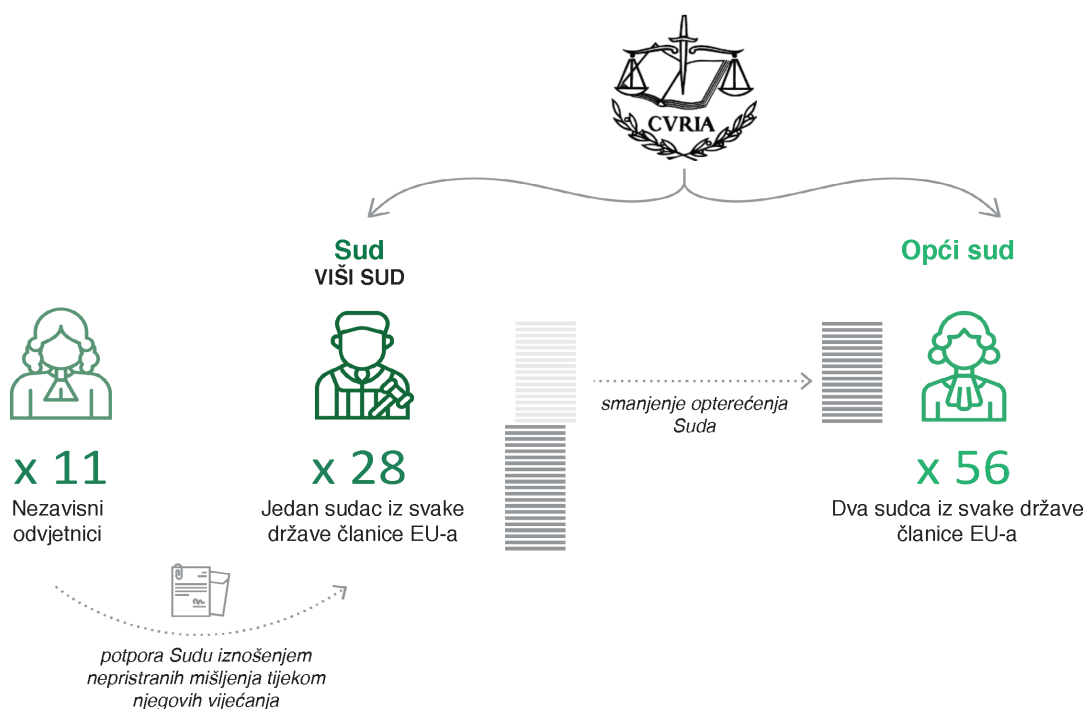 CVRIA
Sud
VIŠI SUD
Opći sud
x 11
Nezavisni
odvjetnici
x 28
Jedan sudac iz svake
države članice EU-a
smanjenje opterećenja
Suda
x 56
Dva sudca iz svake države
članice EU-a
potpora Sudu iznošenjem
nepristranih mišljenja tijekom
njegovih vijećanja